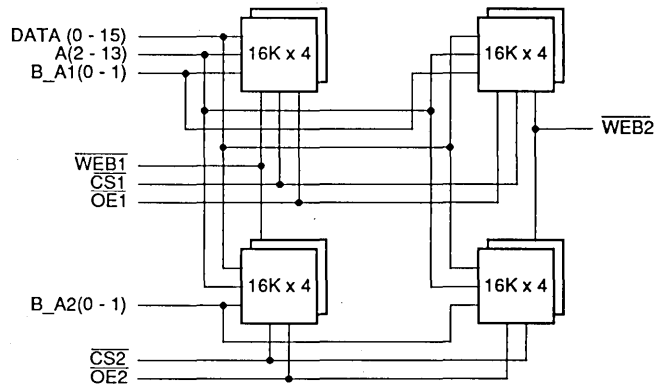 DATA (0 - 15)
A(2 - 13)
B_A1(0 - 1)
16K x 4
16K x 4
WEB2
WEB1
CS1
OE1
16K x 4
16K x 4
B_A2(0 - 1)
CS2
OE2